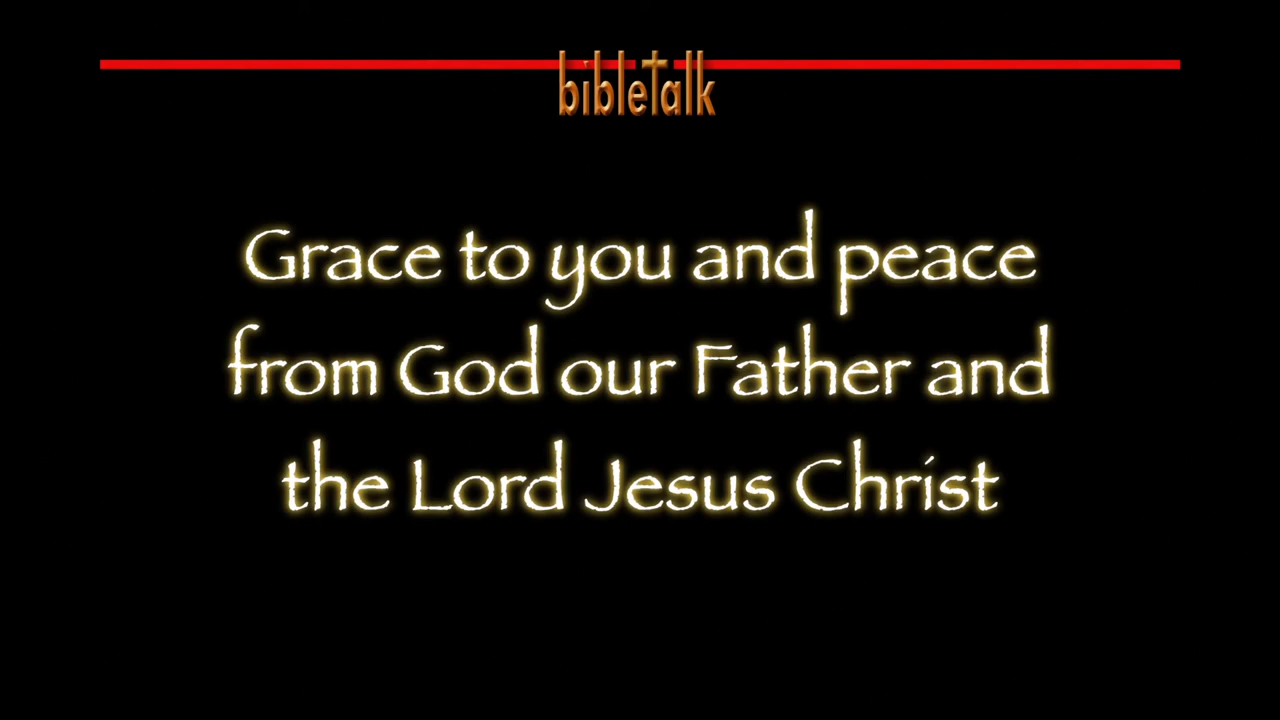 bibleTalk
Grace to you and peace
from God our Father and
the Lord Jesus Christ